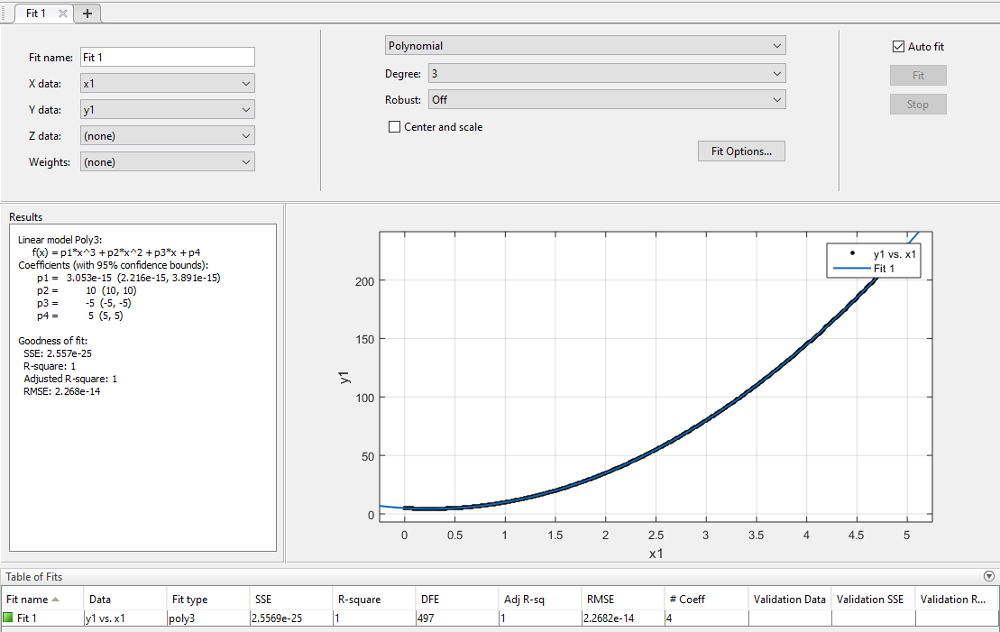 Fit 1
+
Fit name: Fit 1
X data: x1
Y data: y1
Z data: (none)
Weights: (none)
Polynomial
Degree: 3
Robust: Off
Center and scale
Fit Options...
Auto fit
Fit
Stop
Results
Linear model Poly3:
f(x) = p1*x^3 + p2*x^2 + p3*x + p4
Coefficients (with 95% confidence bounds):
p1 = 3.053e-15 (2.216e-15, 3.891e-15)
p2 = 10 (10, 10)
p3 = -5 (-5, -5)
p4 = 5 (5, 5)
Goodness of fit:
SSE: 2.557e-25
R-square: 1
Adjusted R-square: 1
RMSE: 2.268e-14
y1 vs. x1
Fit 1
200
150
100
50
0
y1
0 0.5 1 1.5 2 2.5 3 3.5 4 4.5 5
x1
Table of Fits
Fit name Data Fit type SSE R-square DFE Adj R-sq RMSE # Coeff Validation Data Validation SSE Validation R...
Fit 1 y1 vs. x1 poly3 2.5569e-25 1 497 1 2.2682e-14 4